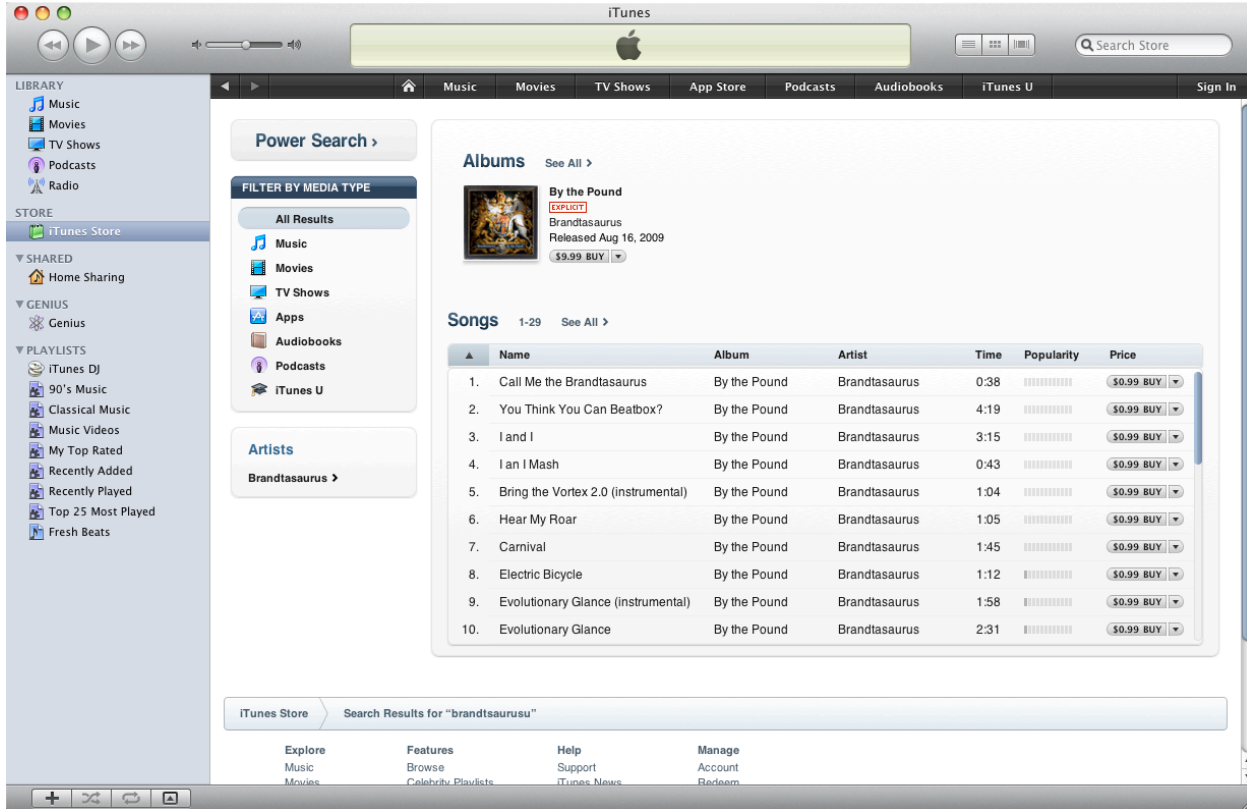 iTunes
Search Store
LIBRARY
Music
Movies
TV Shows
Podcasts
Radio
STORE
iTunes Store
SHARED
Home Sharing
GENIUS
Genius
PLAYLISTS
iTunes DJ
90's Music
Classical Music
Music Videos
My Top Rated
Recently Added
Recently Played
Top 25 Most Played
Fresh Beats
Music Movies TV Shows App Store Podcasts Audiobooks iTunes U Sign In
Power Search ›
FILTER BY MEDIA TYPE
All Results
Music
Movies
TV Shows
Apps
Audiobooks
Podcasts
iTunes U
Artists
Brandtasaurus ›
Albums See All ›
By the Pound
EXPLICIT
Brandtasaurus
Released Aug 16, 2009
$9.99 BUY
Songs 1-29 See All ›
Name Album Artist Time Popularity Price
1. Call Me the Brandtasaurus By the Pound Brandtasaurus 0:38 $0.99 BUY
2. You Think You Can Beatbox? By the Pound Brandtasaurus 4:19 $0.99 BUY
3. I and I By the Pound Brandtasaurus 3:15 $0.99 BUY
4. I an I Mash By the Pound Brandtasaurus 0:43 $0.99 BUY
5. Bring the Vortex 2.0 (instrumental) By the Pound Brandtasaurus 1:04 $0.99 BUY
6. Hear My Roar By the Pound Brandtasaurus 1:05 $0.99 BUY
7. Carnival By the Pound Brandtasaurus 1:45 $0.99 BUY
8. Electric Bicycle By the Pound Brandtasaurus 1:12 $0.99 BUY
9. Evolutionary Glance (instrumental) By the Pound Brandtasaurus 1:58 $0.99 BUY
10. Evolutionary Glance By the Pound Brandtasaurus 2:31 $0.99 BUY
iTunes Store Search Results for “brandtsaurusu”
Explore Features Help Manage
Music Browse Support Account
Movies Celebrity Playlists iTunes News Redeem